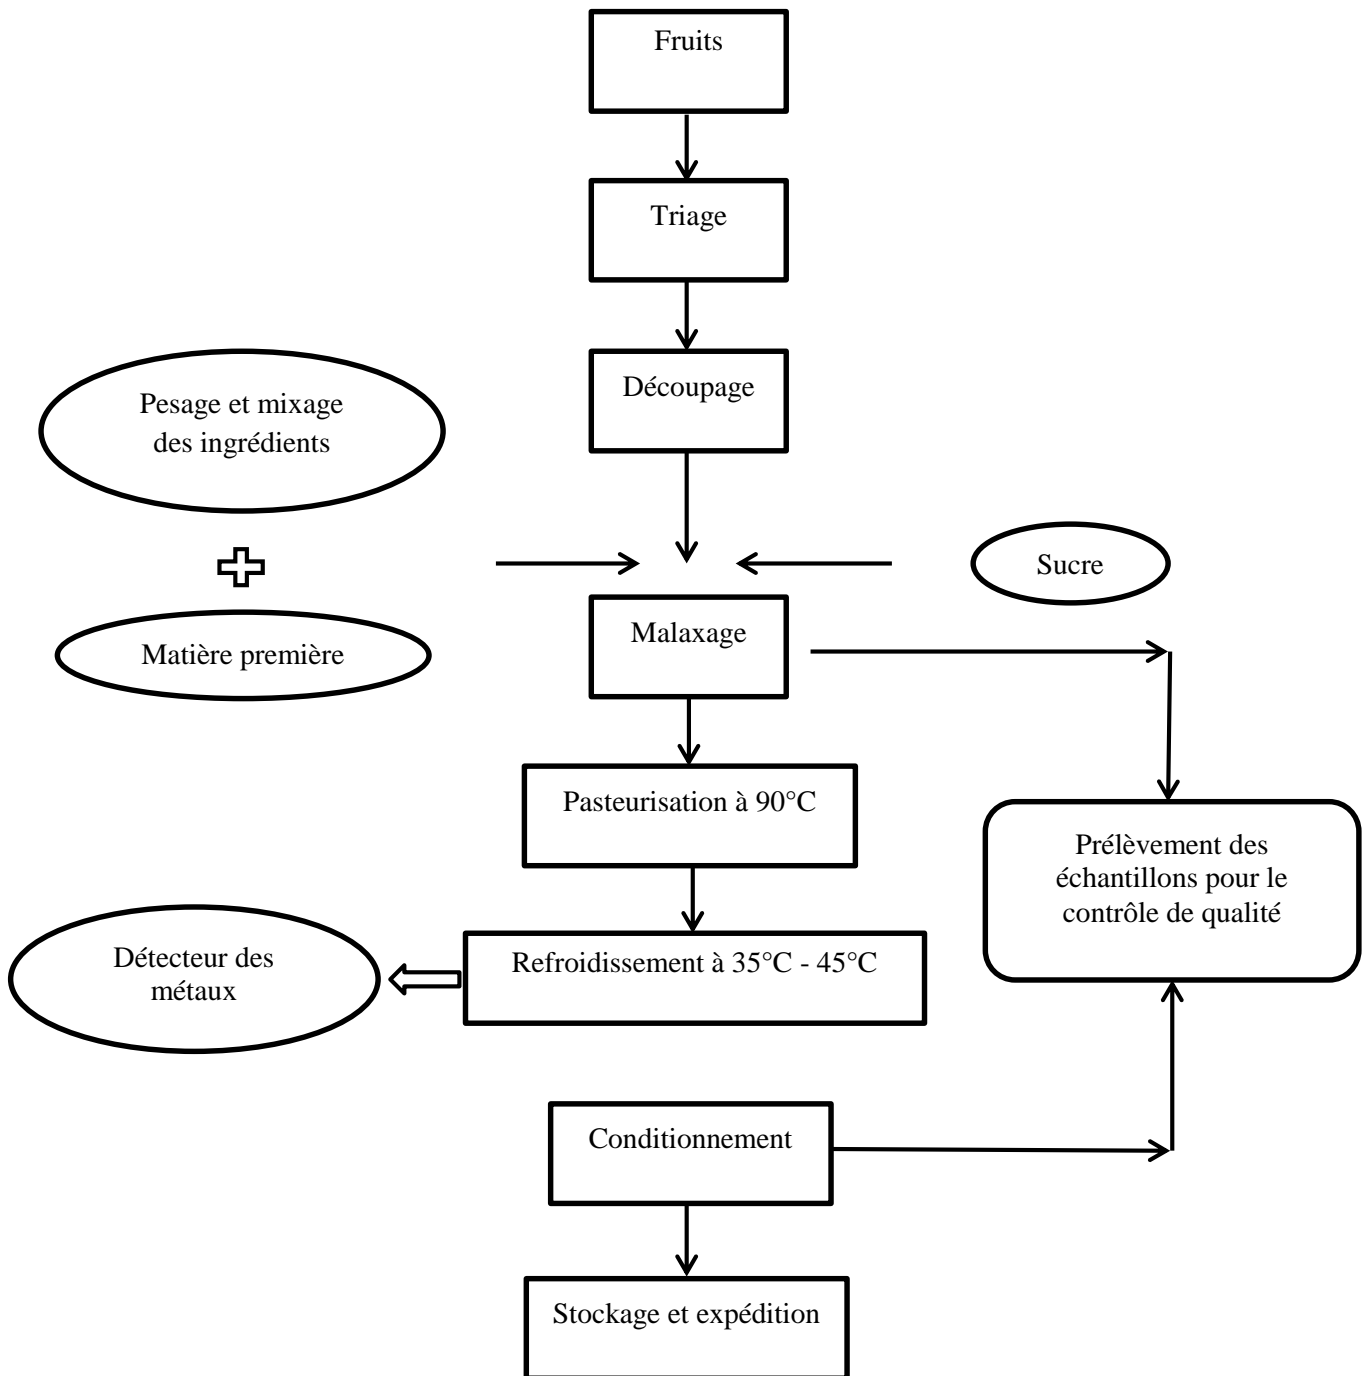 Fruits
Triage
Découpage
Pesage et mixage
des ingrédients
Sucre
Matière première
Malaxage
Pasteurisation à 90°C
Prélèvement des
échantillons pour le
contrôle de qualité
Détecteur des
métaux
Refroidissement à 35°C - 45°C
Conditionnement
Stockage et expédition